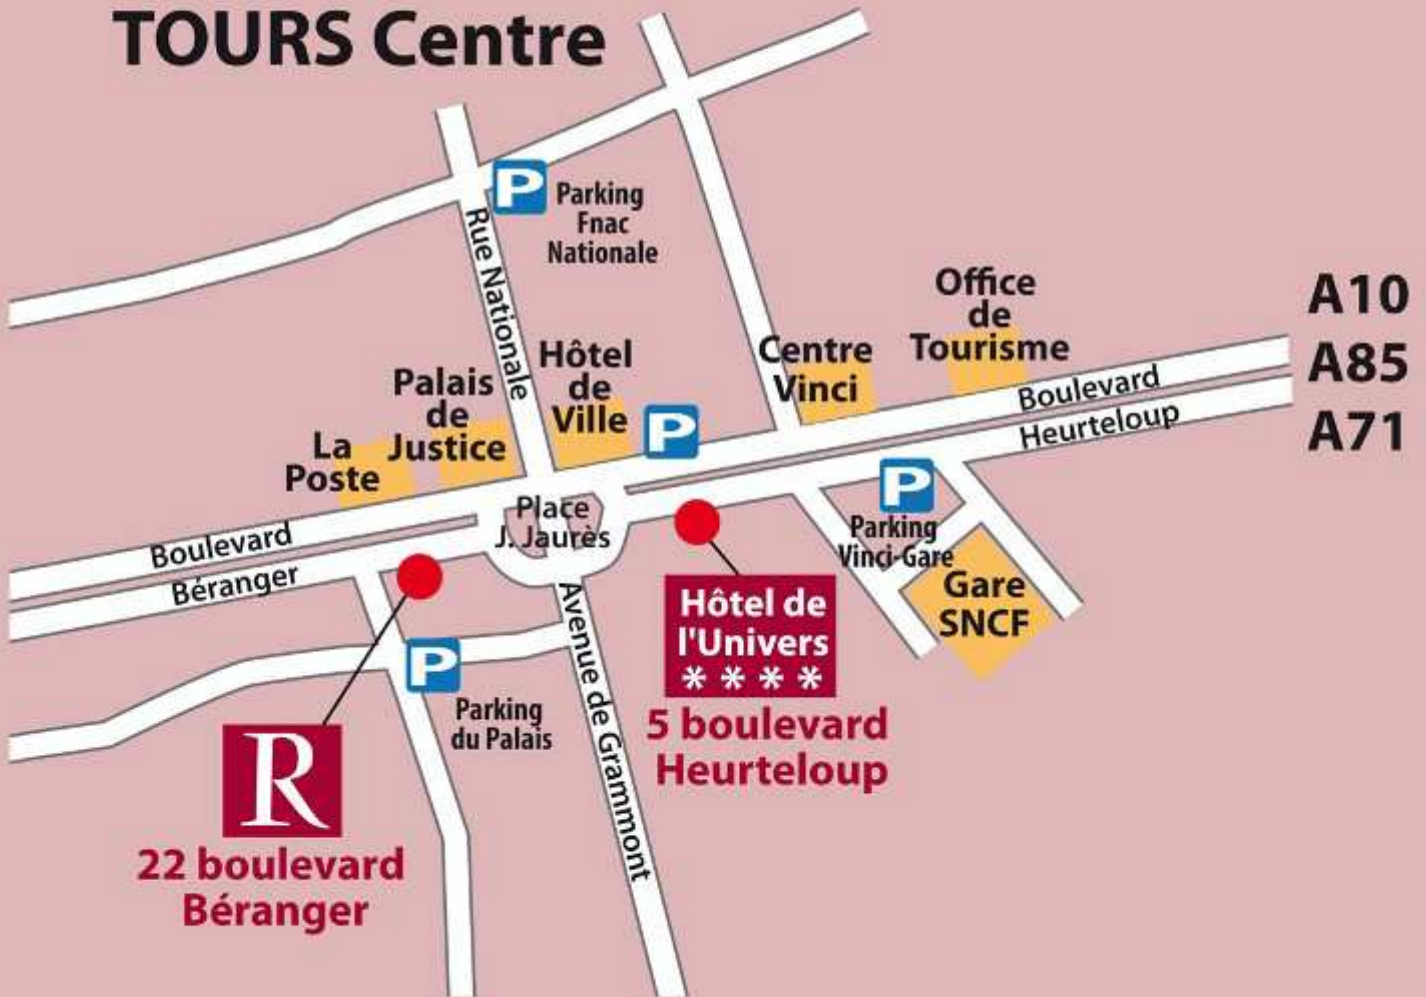 TOURS Centre
P
Parking
Fnac
Nationale
Rue Nationale
Office
de
Tourisme
A10
A85
A71
Centre
Vinci
Hôtel
de
Ville
P
Palais
de
Justice
La
Poste
Boulevard
Heurteloup
P
Parking
Vinci-Gare
Place
J. Jaurès
Boulevard
Béranger
Gare
SNCF
Hôtel de
l'Univers
****
5 boulevard
Heurteloup
Avenue de Grammont
P
Parking
du Palais
R
22 boulevard
Béranger